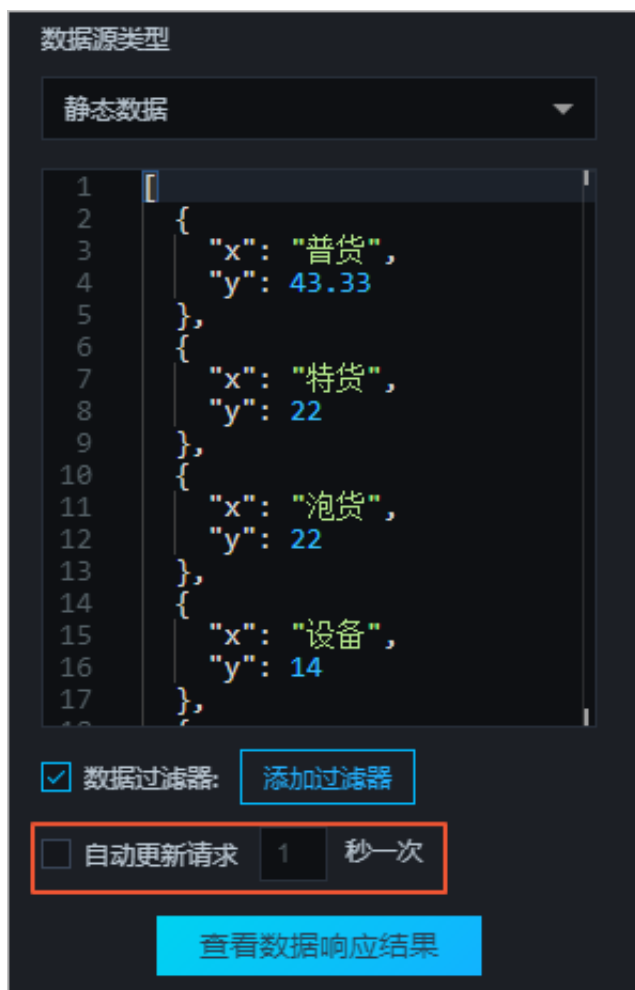 数据源类型
静态数据
1 [
2 {
3 "x": "普货",
4 "y": 43.33
5 },
6 {
7 "x": "特货",
8 "y": 22
9 },
10 {
11 "x": "泡货",
12 "y": 22
13 },
14 {
15 "x": "设备",
16 "y": 14
17 },
数据过滤器: 添加过滤器
自动更新请求 1 秒一次
查看数据响应结果